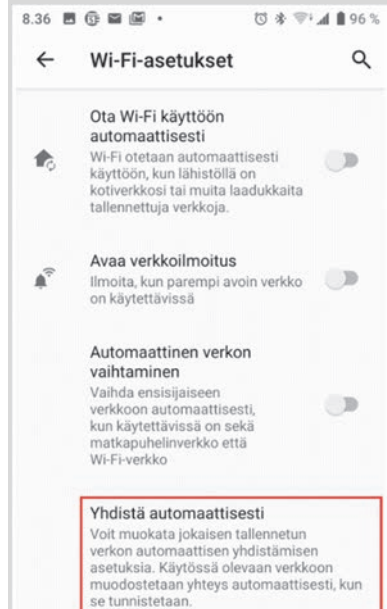 8.36 96 %
Wi-Fi-asetukset
Ota Wi-Fi käyttöön
automaattisesti
Wi-Fi otetaan automaattisesti
käyttöön, kun lähistöllä on
kotiverkkosi tai muita laadukkaita
tallennettuja verkkoja.
Avaa verkkoilmoitus
Ilmoita, kun parempi avoin verkko
on käytettävissä
Automaattinen verkon
vaihtaminen
Vaihda ensisijaiseen
verkkoon automaattisesti,
kun käytettävissä on sekä
matkapuhelinverkko että
Wi-Fi-verkko
Yhdistä automaattisesti
Voit muokata jokaisen tallennetun
verkon automaattisen yhdistämisen
asetuksia. Käytössä olevaan verkkoon
muodostetaan yhteys automaattisesti, kun
se tunnistetaan.